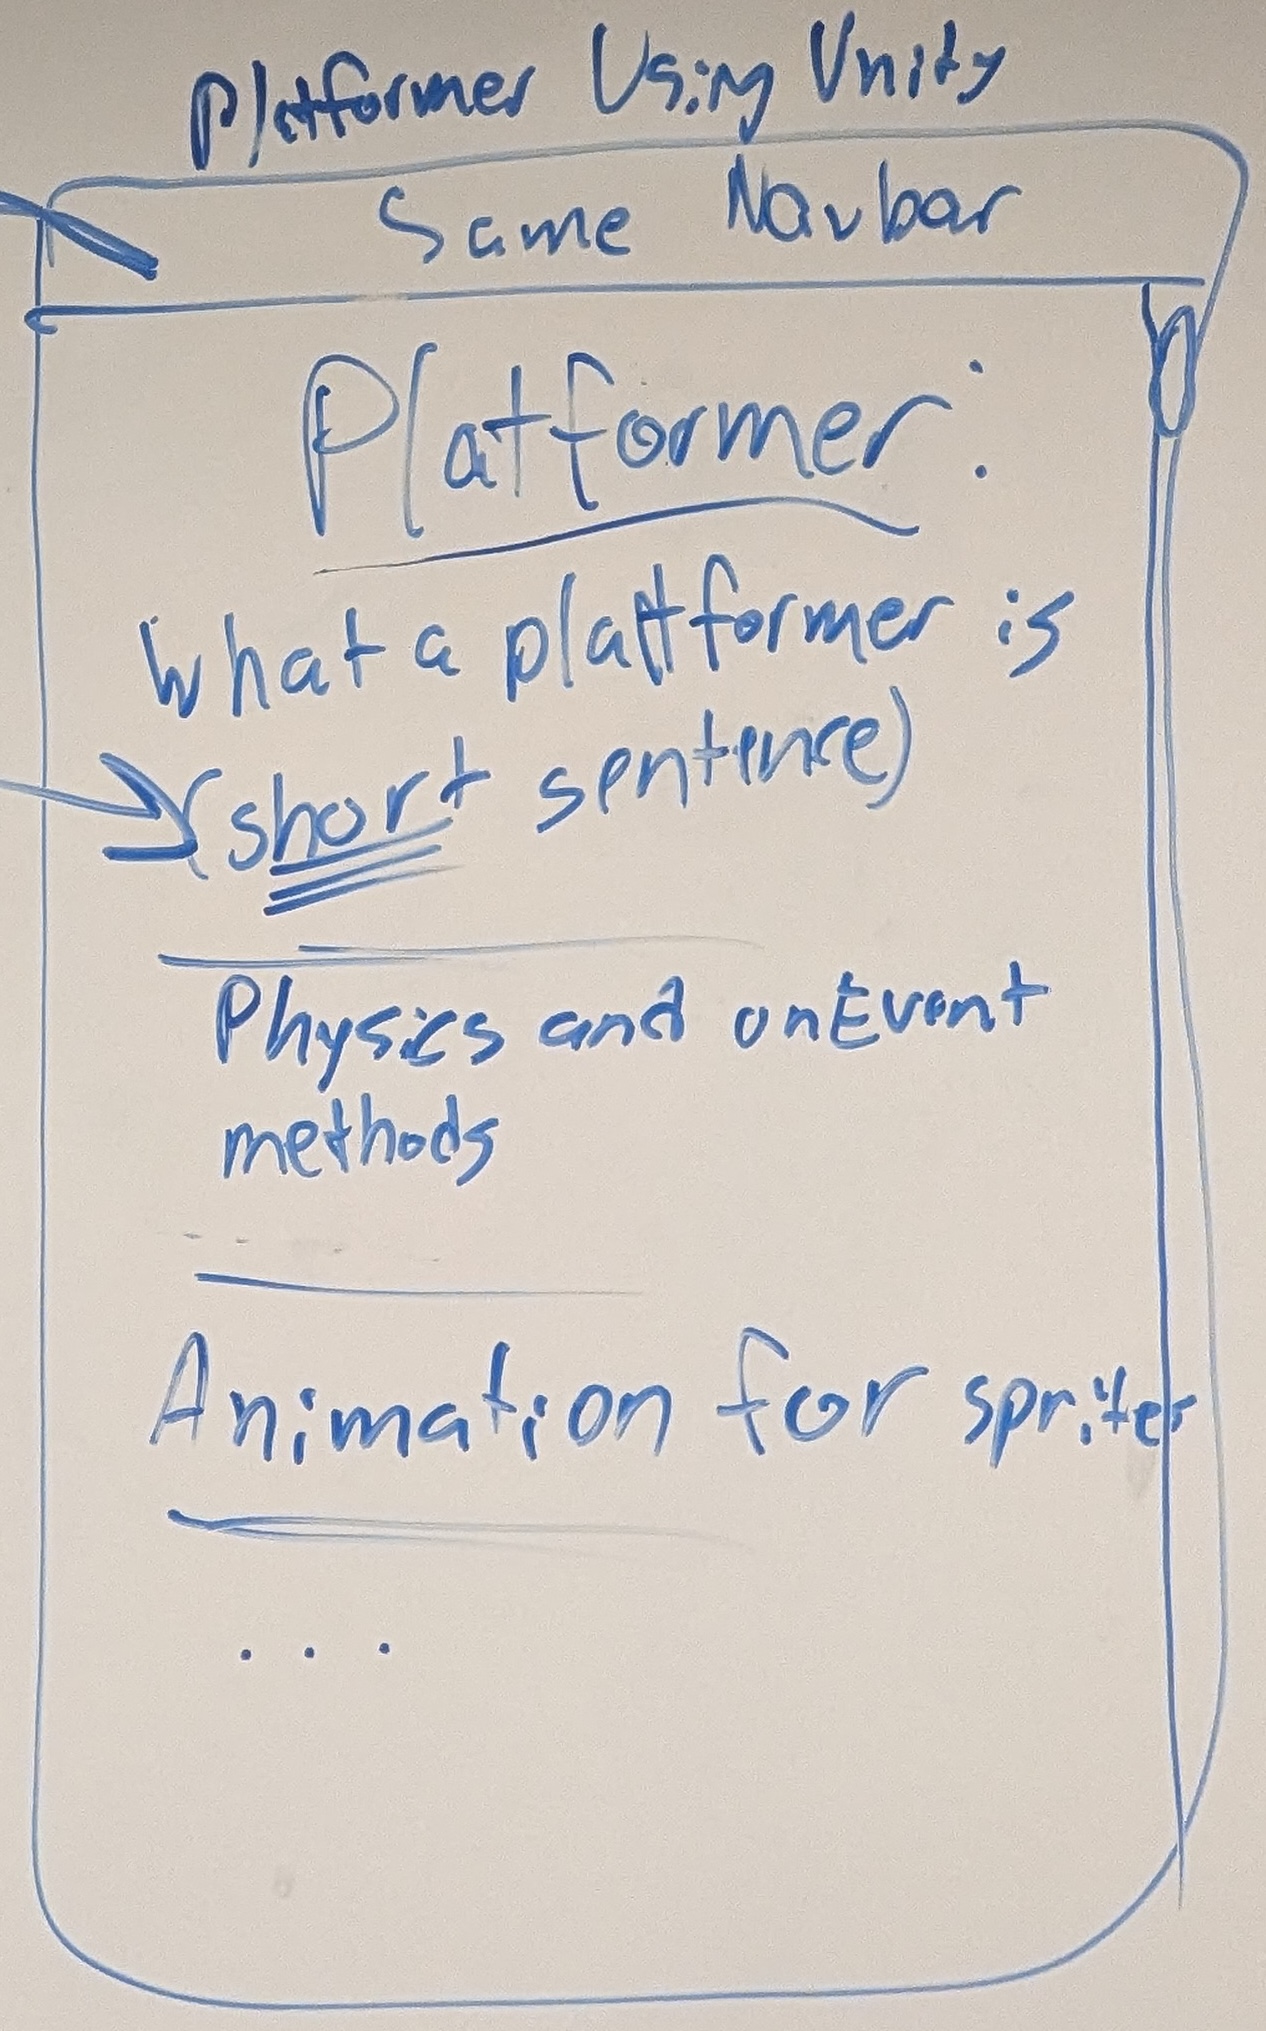 Platformer Using Unity
Same Navbar
Platformer:
What a plattformer is
(short sentence)
Physics and onEvent
methods
Animation for sprites
. . .